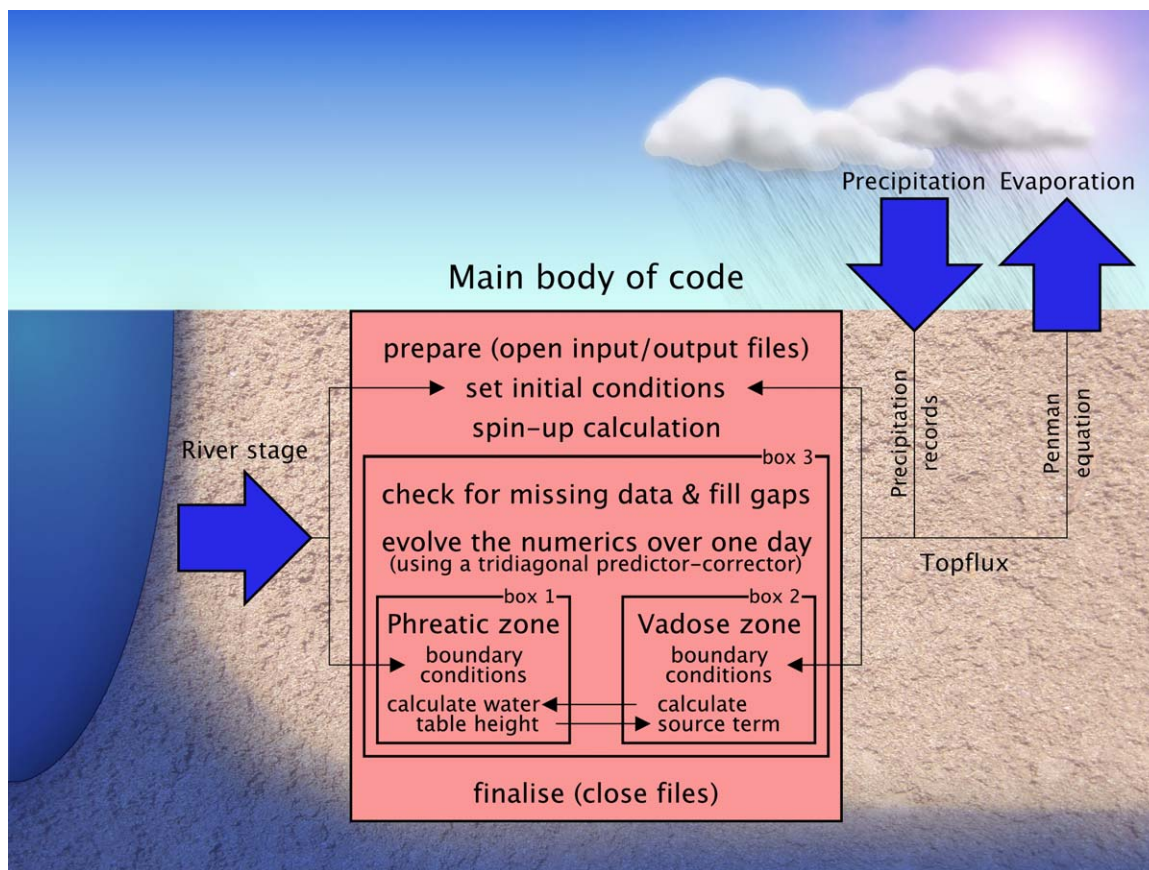 Precipitation
Evaporation
Main body of code
prepare (open input/output files)
set initial conditions
spin-up calculation
Precipitation
records
Penman
equation
River stage
box 3
check for missing data & fill gaps
evolve the numerics over one day
(using a tridiagonal predictor-corrector)
Topflux
box 1
Phreatic zone
boundary
conditions
calculate water
table height
box 2
Vadose zone
boundary
conditions
calculate
source term
finalise (close files)